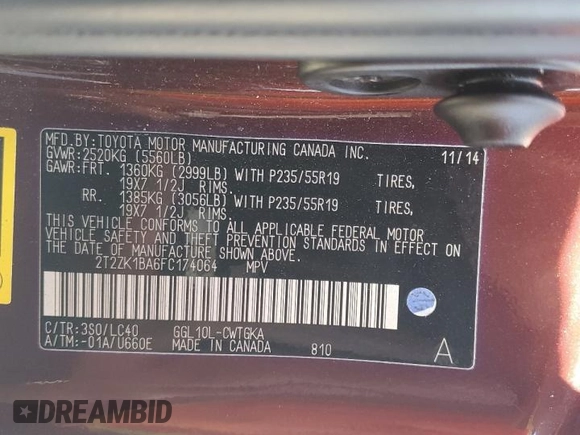 MFD.BY:TOYOTA MOTOR MANUFACTURING CANADA INC. 11/14
GVWR:2520KG (5560LB)
GAWR:FRT. 1360KG (2999LB) WITH P235/55R19 TIRES,
19X7 1/2J RIMS.
RR. 1385KG (3056LB) WITH P235/55R19 TIRES,
19X7 1/2J RIMS.
THIS VEHICLE CONFORMS TO ALL APPLICABLE FEDERAL MOTOR
VEHICLE SAFETY AND THEFT PREVENTION STANDARDS IN EFFECT ON
THE DATE OF MANUFACTURE SHOWN ABOVE.
2T2ZK1BA6FC174064 MPV
C/TR:3S0/LC40 GGL10L-CWTGKA
A/TM:-01A/U660E MADE IN CANADA 810 A
DREAMBID